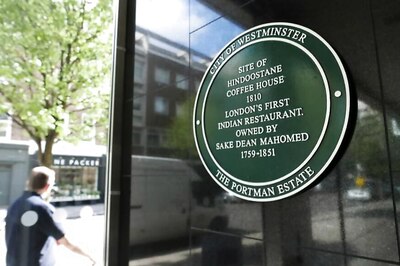 CITY OF WESTMINSTER
SITE OF
HINDOOSTANE
COFFEE HOUSE
1810
LONDON'S FIRST
INDIAN RESTAURANT.
OWNED BY
SAKE DEAN MAHOMED
1759-1851
THE PORTMAN ESTATE